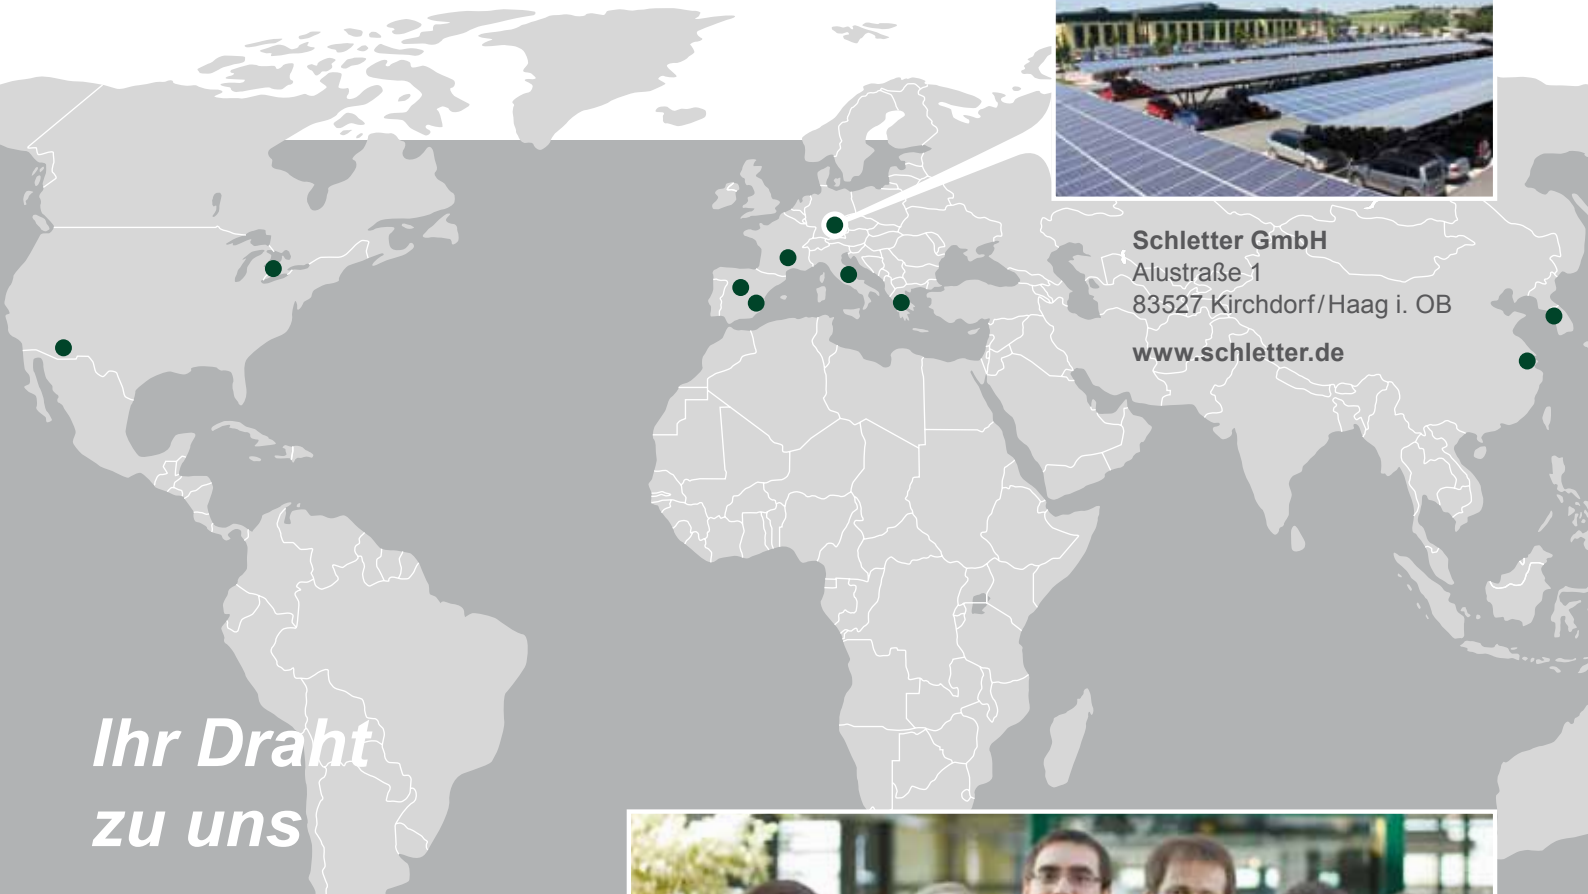 Schletter GmbH
Alustraße 1
83527 Kirchdorf/Haag i. OB
www.schletter.de
Ihr Draht
zu uns